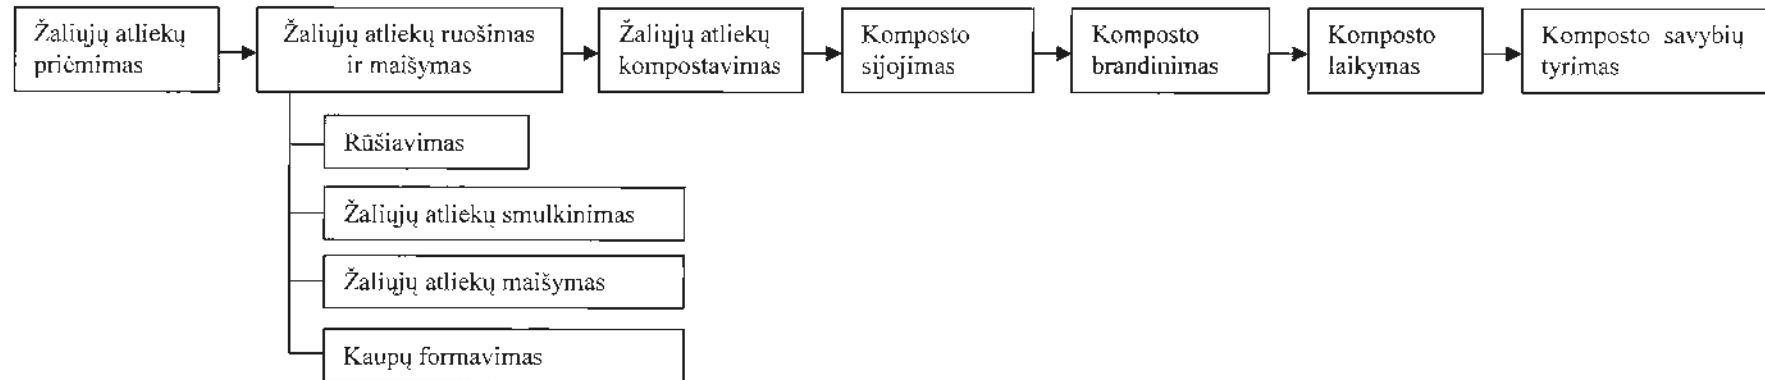 Žaliųjų atliekų
priėmimas
Žaliųjų atliekų ruošimas
ir maišymas
Žaliųjų atliekų
kompostavimas
Komposto
sijojimas
Komposto
brandinimas
Komposto
laikymas
Komposto savybių
tyrimas
Rūšiavimas
Žaliųjų atliekų smulkinimas
Žaliųjų atliekų maišymas
Kaupų formavimas